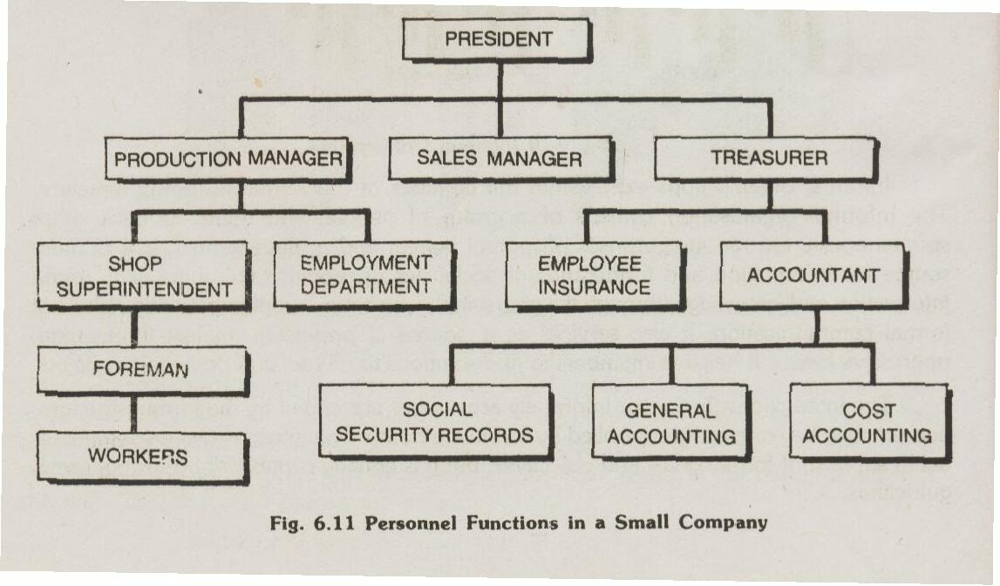 PRESIDENT
PRODUCTION MANAGER
SALES MANAGER
TREASURER
SHOP
SUPERINTENDENT
EMPLOYMENT
DEPARTMENT
EMPLOYEE
INSURANCE
ACCOUNTANT
FOREMAN
SOCIAL
SECURITY RECORDS
GENERAL
ACCOUNTING
COST
ACCOUNTING
WORKERS
Fig. 6.11 Personnel Functions in a Small Company